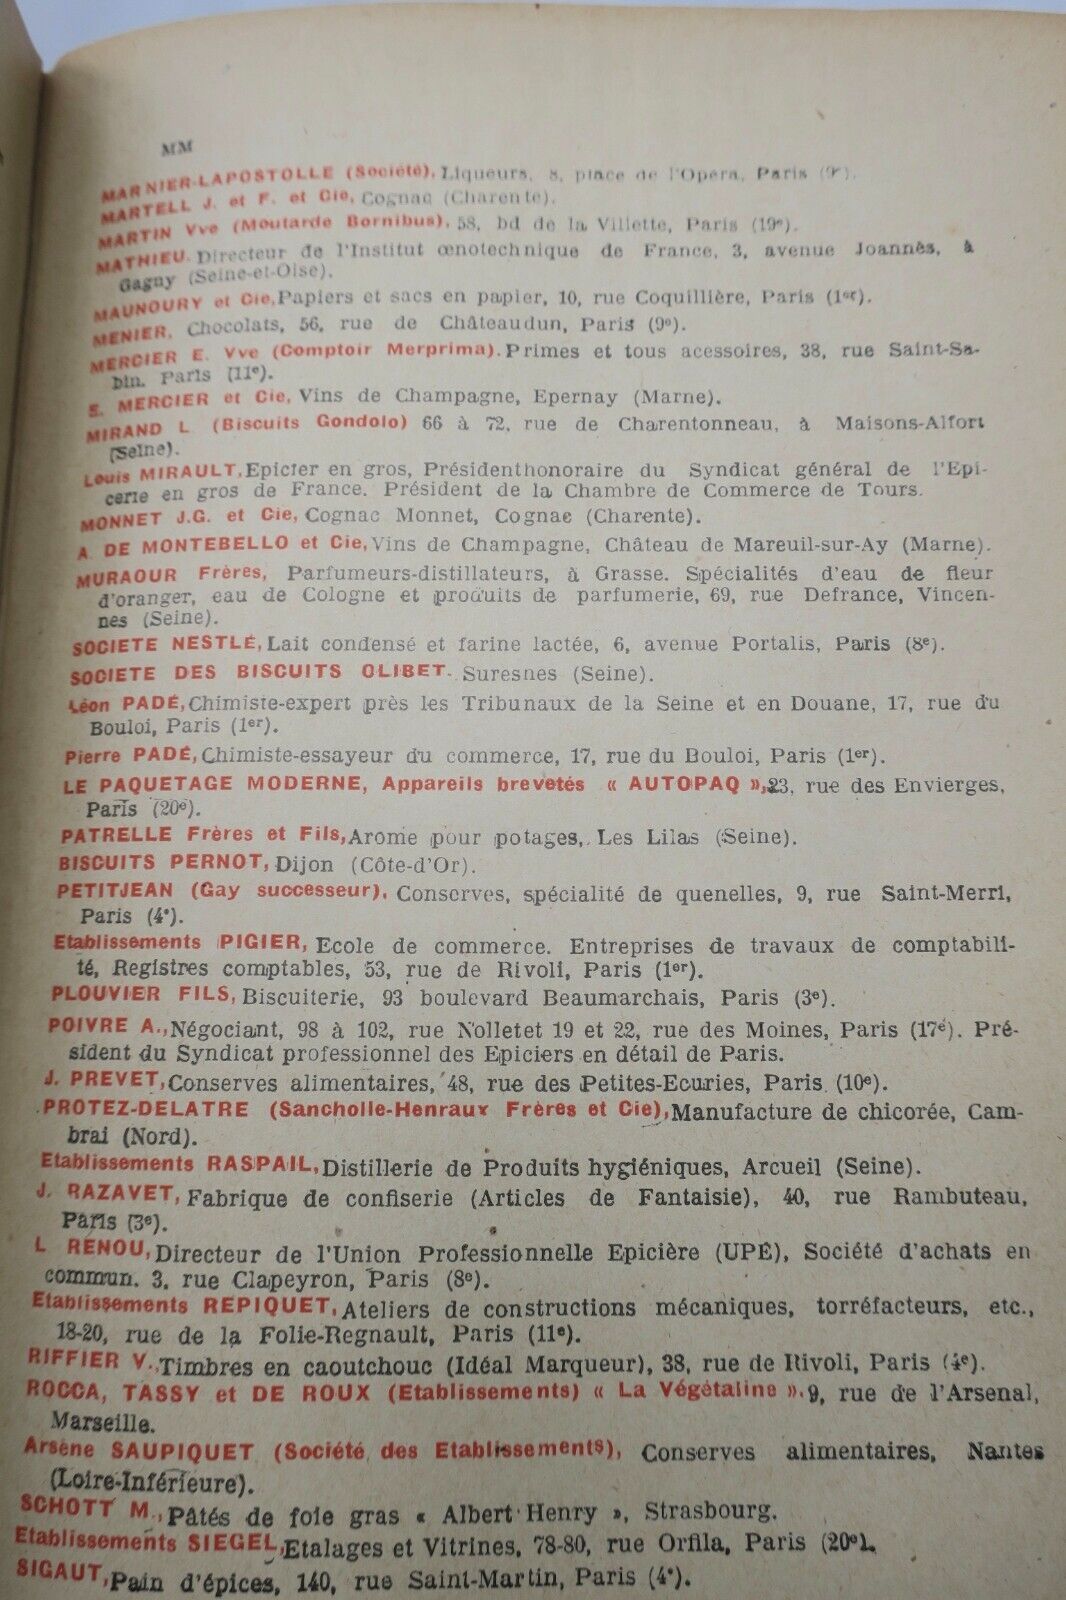 MM
MARNIER-LAPOSTOLLE (Société), Liqueurs, 8, place de l'Opéra, Paris (9e).
MARTELL J. et F. et Cie, Cognac (Charente).
MARTIN Vve (Moutarde Bornibus), 58, bd de la Villette, Paris (19e).
MATHIEU. Directeur de l'Institut œnotechnique de France, 3, avenue Joannès, à
Gagny (Seine-et-Oise).
MAUNOURY et Cie, Papiers et sacs en papier, 10, rue Coquillière, Paris (1er).
MENIER, Chocolats, 56, rue de Châteaudun, Paris (9e).
MERCIER E. Vve (Comptoir Merprima). Primes et tous acessoires, 38, rue Saint-Sa-
bin. Paris (11e).
E. MERCIER et Cie, Vins de Champagne, Epernay (Marne).
MIRAND L. (Biscuits Gondolo) 66 à 72, rue de Charentonneau, à Maisons-Alfort
(Seine).
Louis MIRAULT, Epicier en gros, Présidenthonoraire du Syndicat général de l'Epi-
cerie en gros de France. Président de la Chambre de Commerce de Tours.
MONNET J.G. et Cie, Cognac Monnet, Cognac (Charente).
A. DE MONTEBELLO et Cie, Vins de Champagne, Château de Mareuil-sur-Ay (Marne).
MURAOUR Frères, Parfumeurs-distillateurs, à Grasse. Spécialités d'eau de fleur
d'oranger, eau de Cologne et produits de parfumerie, 69, rue Defrance, Vincen-
nes (Seine).
SOCIETE NESTLÉ, Lait condensé et farine lactée, 6, avenue Portalis, Paris (8e).
SOCIETE DES BISCUITS OLIBET. Suresnes (Seine).
Léon PADÉ, Chimiste-expert près les Tribunaux de la Seine et en Douane, 17, rue du
Bouloi, Paris (1er).
Pierre PADÉ, Chimiste-essayeur du commerce, 17, rue du Bouloi, Paris (1er).
LE PAQUETAGE MODERNE, Appareils brevetés « AUTOPAQ », 23, rue des Envierges,
Paris (20e).
PATRELLE Frères et Fils, Arome pour potages, Les Lilas (Seine).
BISCUITS PERNOT, Dijon (Côte-d'Or).
PETITJEAN (Gay successeur), Conserves, spécialité de quenelles, 9, rue Saint-Merri,
Paris (4e).
Etablissements PIGIER, Ecole de commerce. Entreprises de travaux de comptabili-
té, Registres comptables, 53, rue de Rivoli, Paris (1er).
PLOUVIER FILS, Biscuiterie, 93 boulevard Beaumarchais, Paris (3e).
POIVRE A., Négociant, 98 à 102, rue Nolletet 19 et 22, rue des Moines, Paris (17e). Pré-
sident du Syndicat professionnel des Epiciers en détail de Paris.
J. PREVET, Conserves alimentaires, 48, rue des Petites-Ecuries, Paris (10e).
PROTEZ-DELATRE (Sancholle-Henraux Frères et Cie), Manufacture de chicorée, Cam-
brai (Nord).
Etablissements RASPAIL, Distillerie de Produits hygiéniques, Arcueil (Seine).
J. RAZAVET, Fabrique de confiserie (Articles de Fantaisie), 40, rue Rambuteau,
Paris (3e).
L RENOU, Directeur de l'Union Professionnelle Epicière (UPE), Société d'achats en
commun. 3, rue Clapeyron, Paris (8e).
Etablissements REPIQUET, Ateliers de constructions mécaniques, torréfacteurs, etc.,
18-20, rue de la Folie-Regnault, Paris (11e).
RIFFIER V., Timbres en caoutchouc (Idéal Marqueur), 38, rue de Rivoli, Paris (4e).
ROCCA, TASSY et DE ROUX (Etablissements) « La Végétaline ». 9, rue de l'Arsenal,
Marseille.
Arsène SAUPIQUET (Société des Etablissements), Conserves alimentaires, Nantes
(Loire-Inférieure).
SCHOTT M., Pâtés de foie gras « Albert Henry », Strasbourg.
Etablissements SIEGEL, Etalages et Vitrines, 78-80, rue Orfila, Paris (20e).
SIGAUT, Pain d'épices, 140, rue Saint-Martin, Paris (4e).